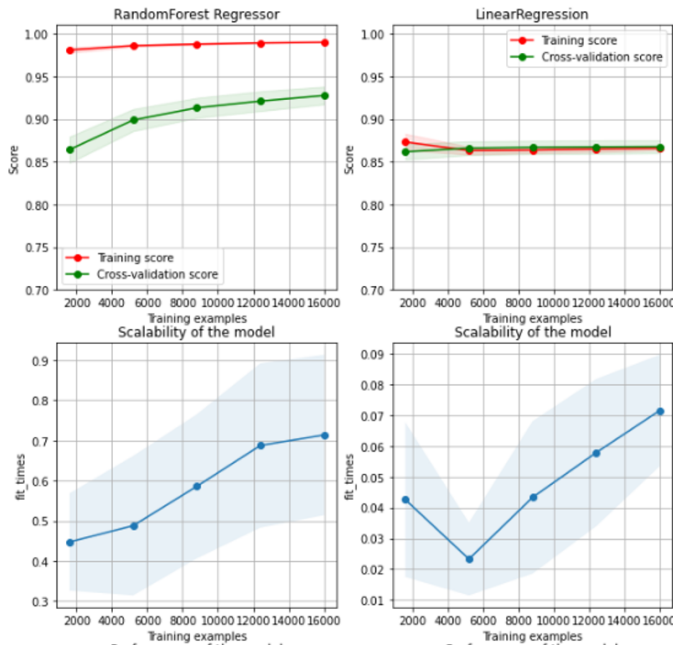 RandomForest Regressor
1.00
0.95
0.90
0.85
0.80
0.75
0.70
Score
Training score
Cross-validation score
2000 4000 6000 8000 10000 12000 14000 16000
Training examples
LinearRegression
1.00
0.95
0.90
0.85
0.80
0.75
0.70
Score
Training score
Cross-validation score
2000 4000 6000 8000 10000 12000 14000 16000
Training examples
Scalability of the model
0.9
0.8
0.7
0.6
0.5
0.4
0.3
fit_times
2000 4000 6000 8000 10000 12000 14000 16000
Training examples
Scalability of the model
0.09
0.08
0.07
0.06
0.05
0.04
0.03
0.02
0.01
fit_times
2000 4000 6000 8000 10000 12000 14000 16000
Training examples